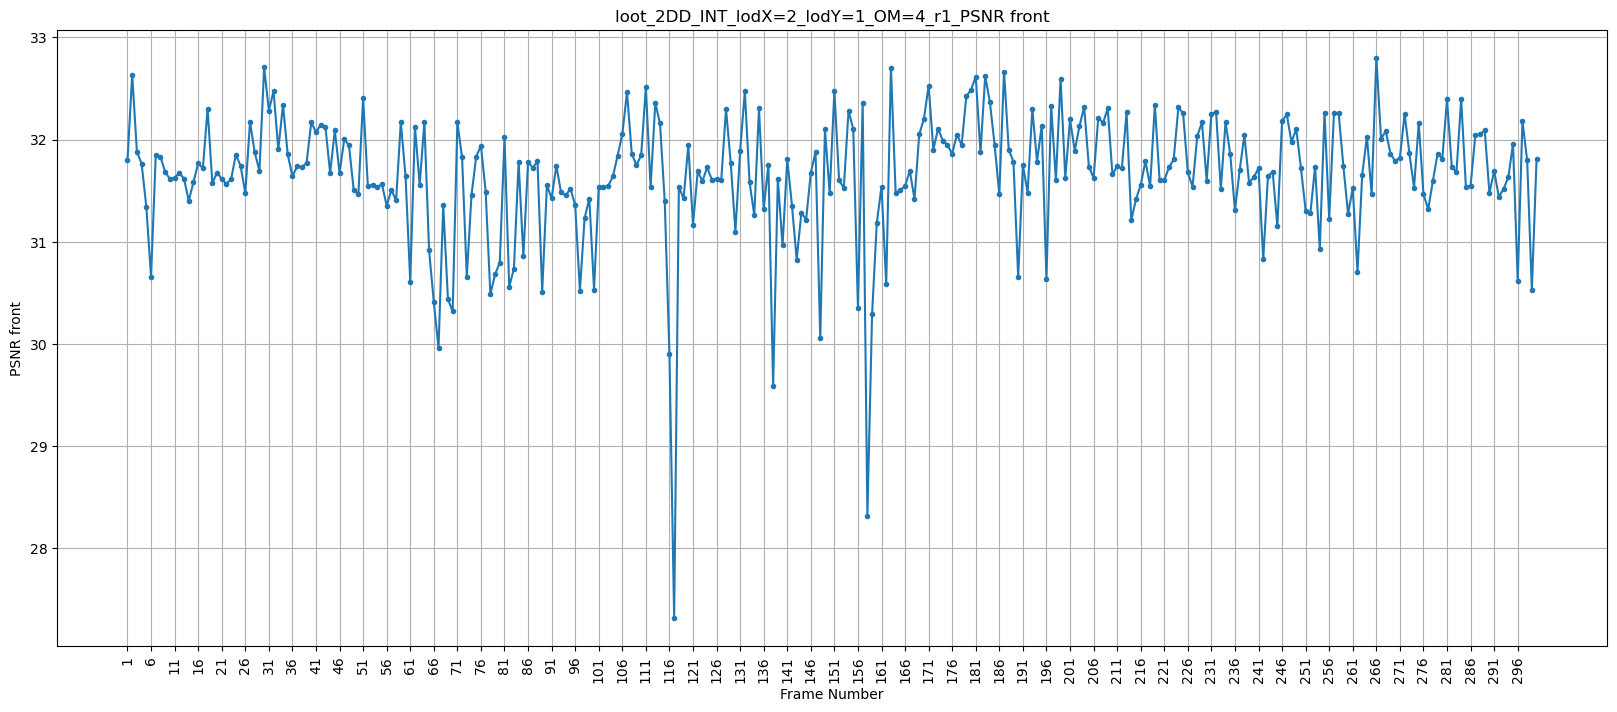 loot_2DD_INT_lodX=2_lodY=1_OM=4_r1_PSNR front
PSNR front
33
32
31
30
29
28
1 6 11 16 21 26 31 36 41 46 51 56 61 66 71 76 81 86 91 96 101 106 111 116 121 126 131 136 141 146 151 156 161 166 171 176 181 186 191 196 201 206 211 216 221 226 231 236 241 246 251 256 261 266 271 276 281 286 291 296
Frame Number